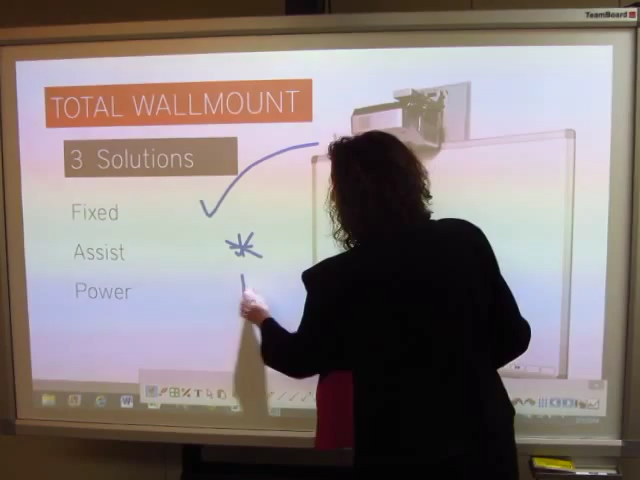 TeamBoard
TOTAL WALLMOUNT
3 Solutions
Fixed
Assist
Power